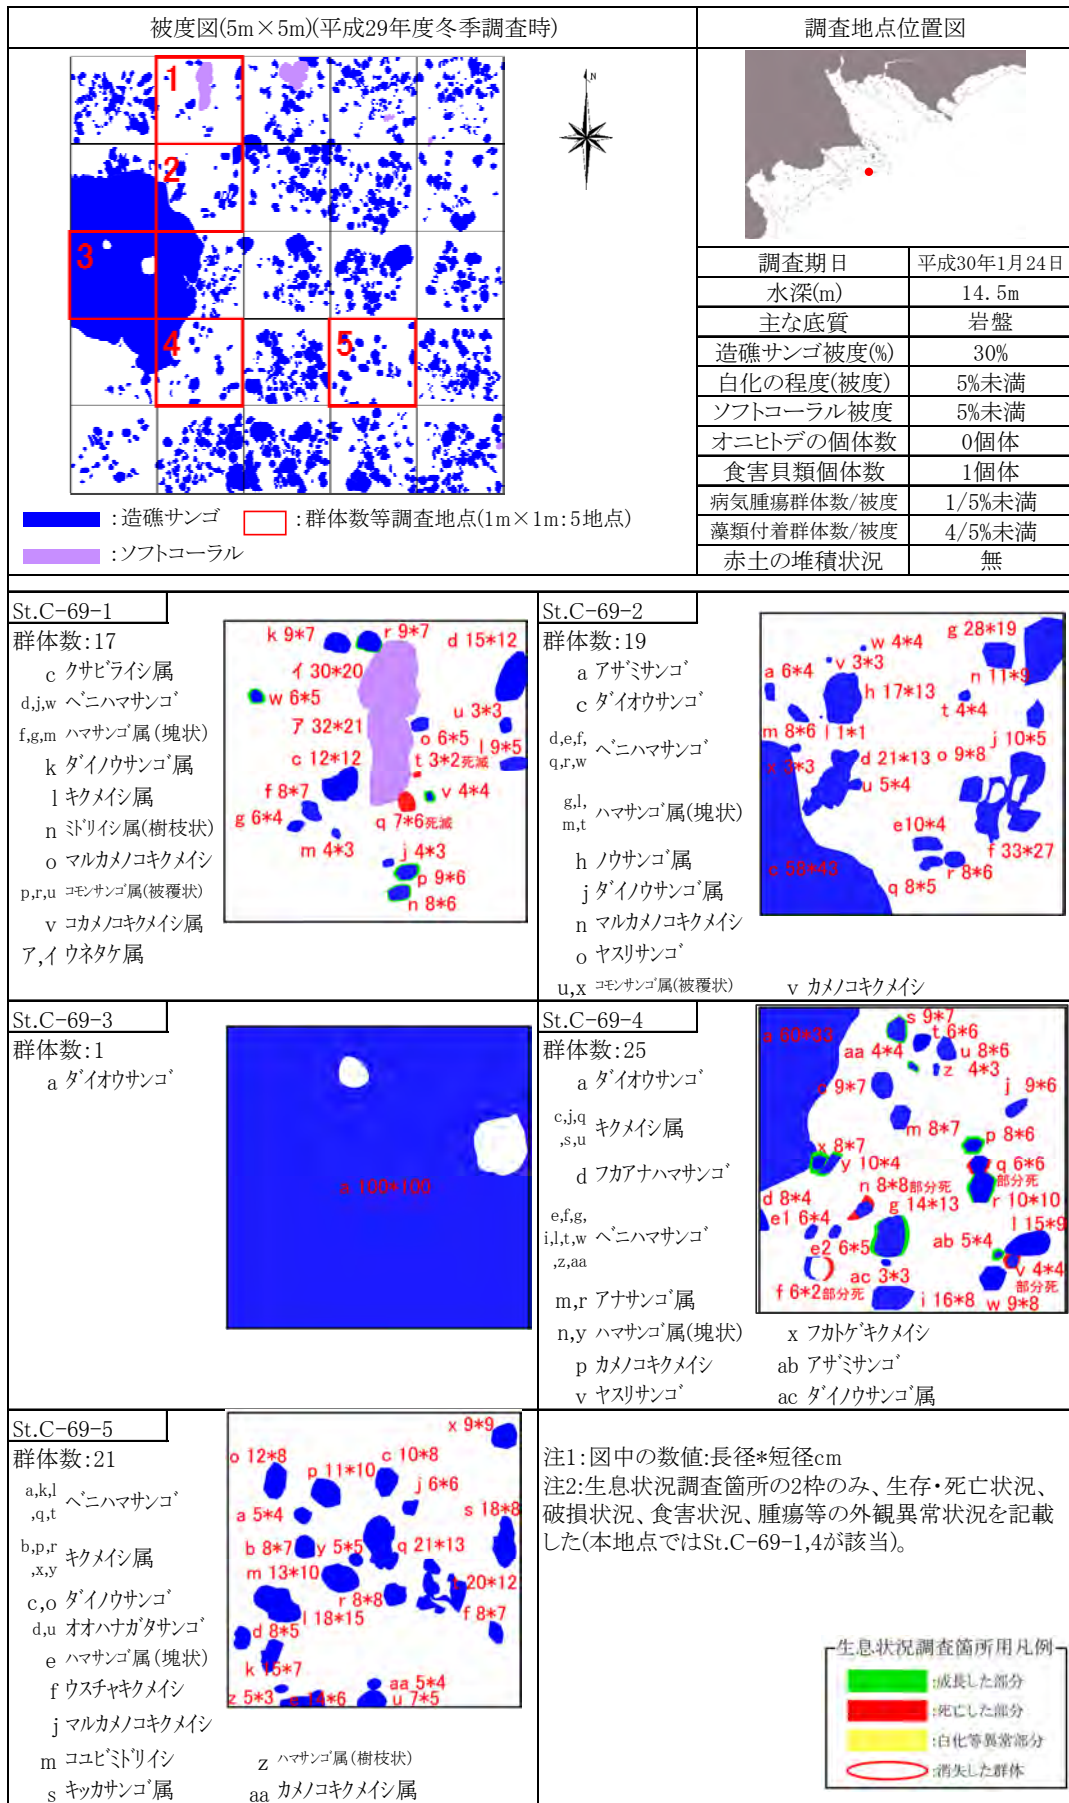 被度図(5m×5m)(平成29年度冬季調査時)
調査地点位置図
N
1
2
3
4
5
:造礁サンゴ
:群体数等調査地点(1m×1m:5地点)
:ソフトコーラル
調査期日 平成30年1月24日
水深(m) 14.5m
主な底質 岩盤
造礁サンゴ被度(%) 30%
白化の程度(被度) 5%未満
ソフトコーラル被度 5%未満
オニヒトデの個体数 0個体
食害貝類個体数 1個体
病気腫瘍群体数/被度 1/5%未満
藻類付着群体数/被度 4/5%未満
赤土の堆積状況 無
St.C-69-1
群体数:17
c クサビライシ属
d,j,w ベニハマサンゴ
f,g,m ハマサンゴ属(塊状)
k ダイノウサンゴ属
l キクメイシ属
n ミドリイシ属(樹枝状)
o マルカメノコキクメイシ
p,r,u コモンサンゴ属(被覆状)
v コカメノコキクメイシ属
ア,イ ウネタケ属
k 9*7
r 9*7
d 15*12
イ 30*20
w 6*5
u 3*3
ア 32*21
o 6*5
l 9*5
c 12*12
t 3*2死滅
f 8*7
v 4*4
g 6*4
q 7*6死滅
m 4*3
j 4*3
p 9*6
n 8*6
St.C-69-2
群体数:19
a アザミサンゴ
c ダイオウサンゴ
d,e,f,
q,r,w ベニハマサンゴ
g,l,
m,t ハマサンゴ属(塊状)
h ノウサンゴ属
j ダイノウサンゴ属
n マルカメノコキクメイシ
o ヤスリサンゴ
u,x コモンサンゴ属(被覆状)
v カメノコキクメイシ
w 4*4
g 28*19
a 6*4
v 3*3
n 11*9
h 17*13
t 4*4
m 8*6
l 1*1
j 10*5
x 3*3
d 21*13
o 9*8
u 5*4
e10*4
f 33*27
c 58*43
r 8*6
q 8*5
St.C-69-3
群体数:1
a ダイオウサンゴ
a 100*100
St.C-69-4
群体数:25
a ダイオウサンゴ
c,j,q
,s,u キクメイシ属
d フカアナハマサンゴ
e,f,g,
i,l,t,w
,z,aa ベニハマサンゴ
m,r アナサンゴ属
n,y ハマサンゴ属(塊状)
x フカトゲキクメイシ
p カメノコキクメイシ
ab アザミサンゴ
v ヤスリサンゴ
ac ダイノウサンゴ属
s 9*7
a 60*33
t 6*6
aa 4*4
u 8*6
z 4*3
c 9*7
j 9*6
m 8*7
p 8*6
x 8*7
y 10*4
q 6*6
部分死
n 8*8部分死
d 8*4
g 14*13
r 10*10
e1 6*4
l 15*9
e2 6*5
ab 5*4
ac 3*3
v 4*4
部分死
f 6*2部分死
i 16*8
w 9*8
St.C-69-5
群体数:21
a,k,l
,q,t ベニハマサンゴ
b,p,r
,x,y キクメイシ属
c,o ダイノウサンゴ
d,u オオハナガタサンゴ
e ハマサンゴ属(塊状)
f ウスチャキクメイシ
j マルカメノコキクメイシ
m コユビミドリイシ
z ハマサンゴ属(樹枝状)
s キッカサンゴ属
aa カメノコキクメイシ属
x 9*9
o 12*8
c 10*8
p 11*10
j 6*6
a 5*4
s 18*8
b 8*7
y 5*5
q 21*13
m 13*10
t 20*12
r 8*8
l 18*15
f 8*7
d 8*5
k 15*7
aa 5*4
z 5*3
e 14*6
u 7*5
注1:図中の数値:長径*短径cm
注2:生息状況調査箇所の2枠のみ、生存・死亡状況、
破損状況、食害状況、腫瘍等の外観異常状況を記載
した(本地点ではSt.C-69-1,4が該当)。
生息状況調査箇所用凡例
:成長した部分
:死亡した部分
:白化等異常部分
:消失した群体